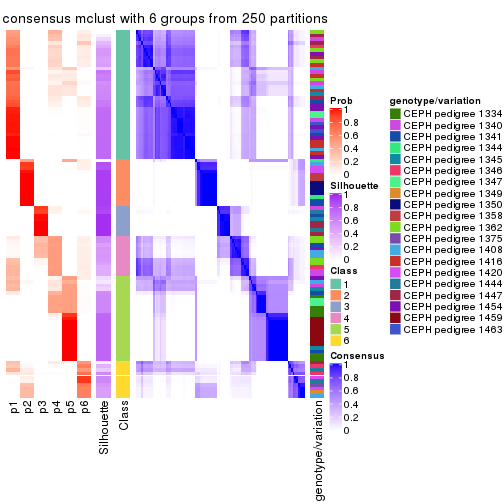 consensus mclust with 6 groups from 250 partitions
Prob
1
0.8
0.6
0.4
0.2
0
Silhouette
1
0.8
0.6
0.4
0.2
0
Class
1
2
3
4
5
6
Consensus
1
0.8
0.6
0.4
0.2
0
genotype/variation
CEPH pedigree 1334
CEPH pedigree 1340
CEPH pedigree 1341
CEPH pedigree 1344
CEPH pedigree 1345
CEPH pedigree 1346
CEPH pedigree 1347
CEPH pedigree 1349
CEPH pedigree 1350
CEPH pedigree 1358
CEPH pedigree 1362
CEPH pedigree 1375
CEPH pedigree 1408
CEPH pedigree 1416
CEPH pedigree 1420
CEPH pedigree 1444
CEPH pedigree 1447
CEPH pedigree 1454
CEPH pedigree 1459
CEPH pedigree 1463
p1
p2
p3
p4
p5
p6
Silhouette
Class
genotype/variation